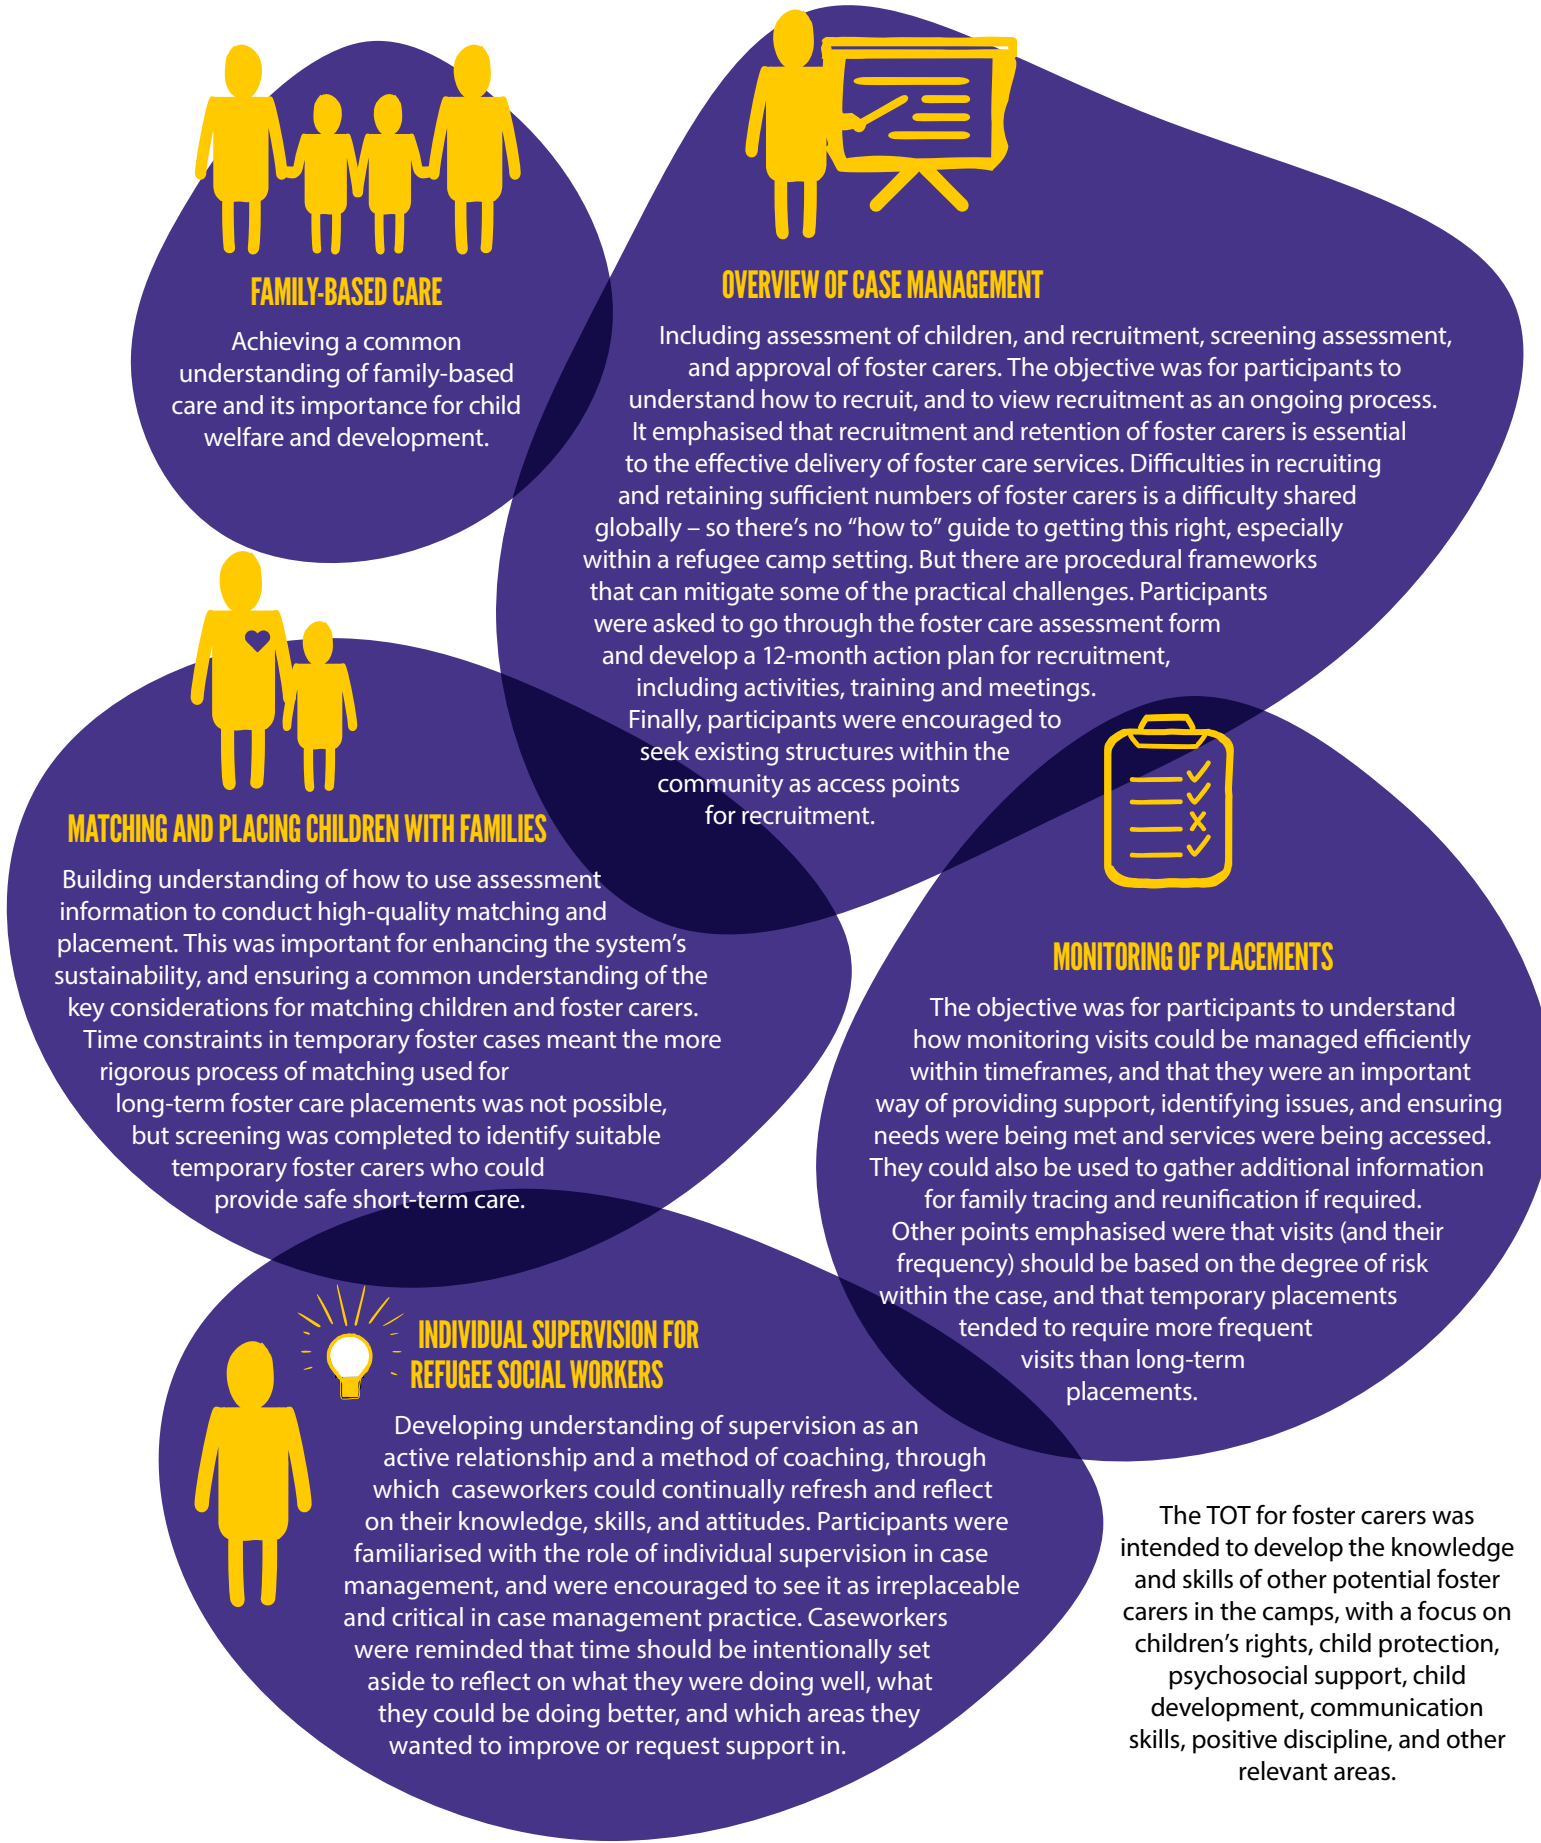 FAMILY-BASED CARE
Achieving a common
understanding of family-based
care and its importance for child
welfare and development.
OVERVIEW OF CASE MANAGEMENT
Including assessment of children, and recruitment, screening assessment,
and approval of foster carers. The objective was for participants to
understand how to recruit, and to view recruitment as an ongoing process.
It emphasised that recruitment and retention of foster carers is essential
to the effective delivery of foster care services. Difficulties in recruiting
and retaining sufficient numbers of foster carers is a difficulty shared
globally – so there's no “how to” guide to getting this right, especially
within a refugee camp setting. But there are procedural frameworks
that can mitigate some of the practical challenges. Participants
were asked to go through the foster care assessment form
and develop a 12-month action plan for recruitment,
including activities, training and meetings.
Finally, participants were encouraged to
seek existing structures within the
community as access points
for recruitment.
MATCHING AND PLACING CHILDREN WITH FAMILIES
Building understanding of how to use assessment
information to conduct high-quality matching and
placement. This was important for enhancing the system's
sustainability, and ensuring a common understanding of the
key considerations for matching children and foster carers.
Time constraints in temporary foster cases meant the more
rigorous process of matching used for
long-term foster care placements was not possible,
but screening was completed to identify suitable
temporary foster carers who could
provide safe short-term care.
MONITORING OF PLACEMENTS
The objective was for participants to understand
how monitoring visits could be managed efficiently
within timeframes, and that they were an important
way of providing support, identifying issues, and ensuring
needs were being met and services were being accessed.
They could also be used to gather additional information
for family tracing and reunification if required.
Other points emphasised were that visits (and their
frequency) should be based on the degree of risk
within the case, and that temporary placements
tended to require more frequent
visits than long-term
placements.
INDIVIDUAL SUPERVISION FOR
REFUGEE SOCIAL WORKERS
Developing understanding of supervision as an
active relationship and a method of coaching, through
which caseworkers could continually refresh and reflect
on their knowledge, skills, and attitudes. Participants were
familiarised with the role of individual supervision in case
management, and were encouraged to see it as irreplaceable
and critical in case management practice. Caseworkers
were reminded that time should be intentionally set
aside to reflect on what they were doing well, what
they could be doing better, and which areas they
wanted to improve or request support in.
The TOT for foster carers was
intended to develop the knowledge
and skills of other potential foster
carers in the camps, with a focus on
children's rights, child protection,
psychosocial support, child
development, communication
skills, positive discipline, and other
relevant areas.